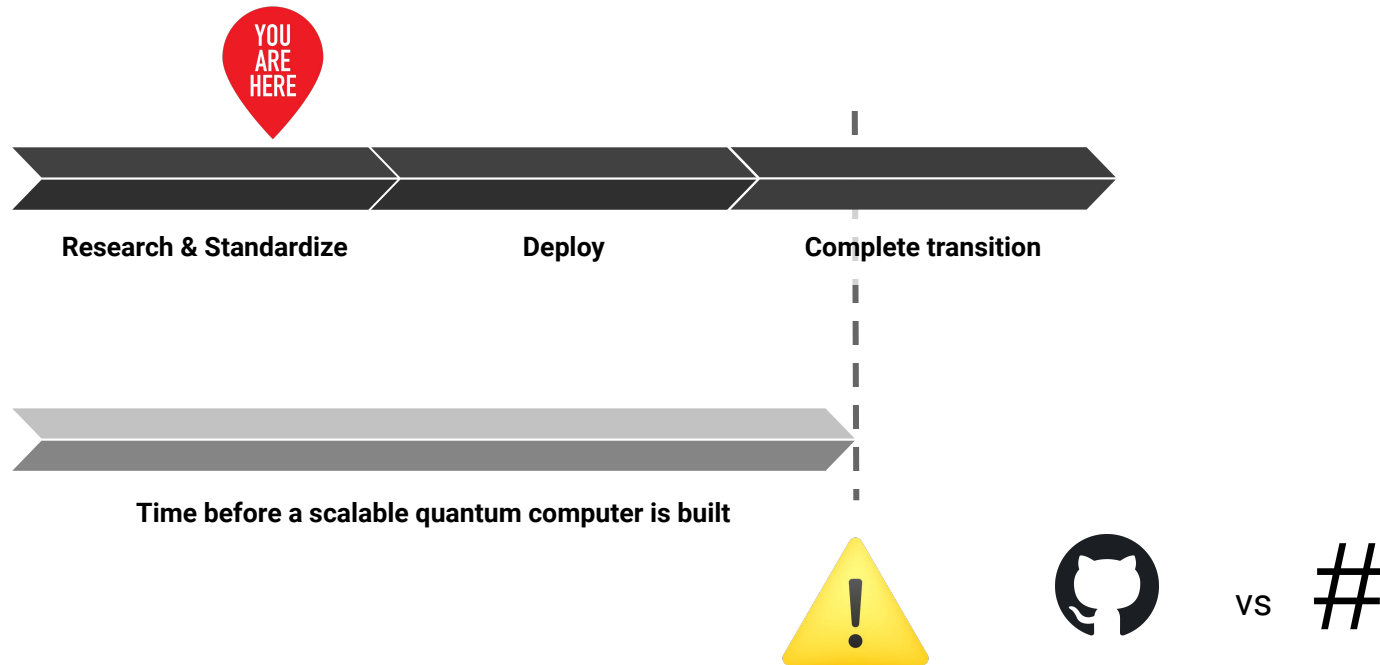 YOU
ARE
HERE
Research & Standardize
Deploy
Complete transition
Time before a scalable quantum computer is built
!
vs #